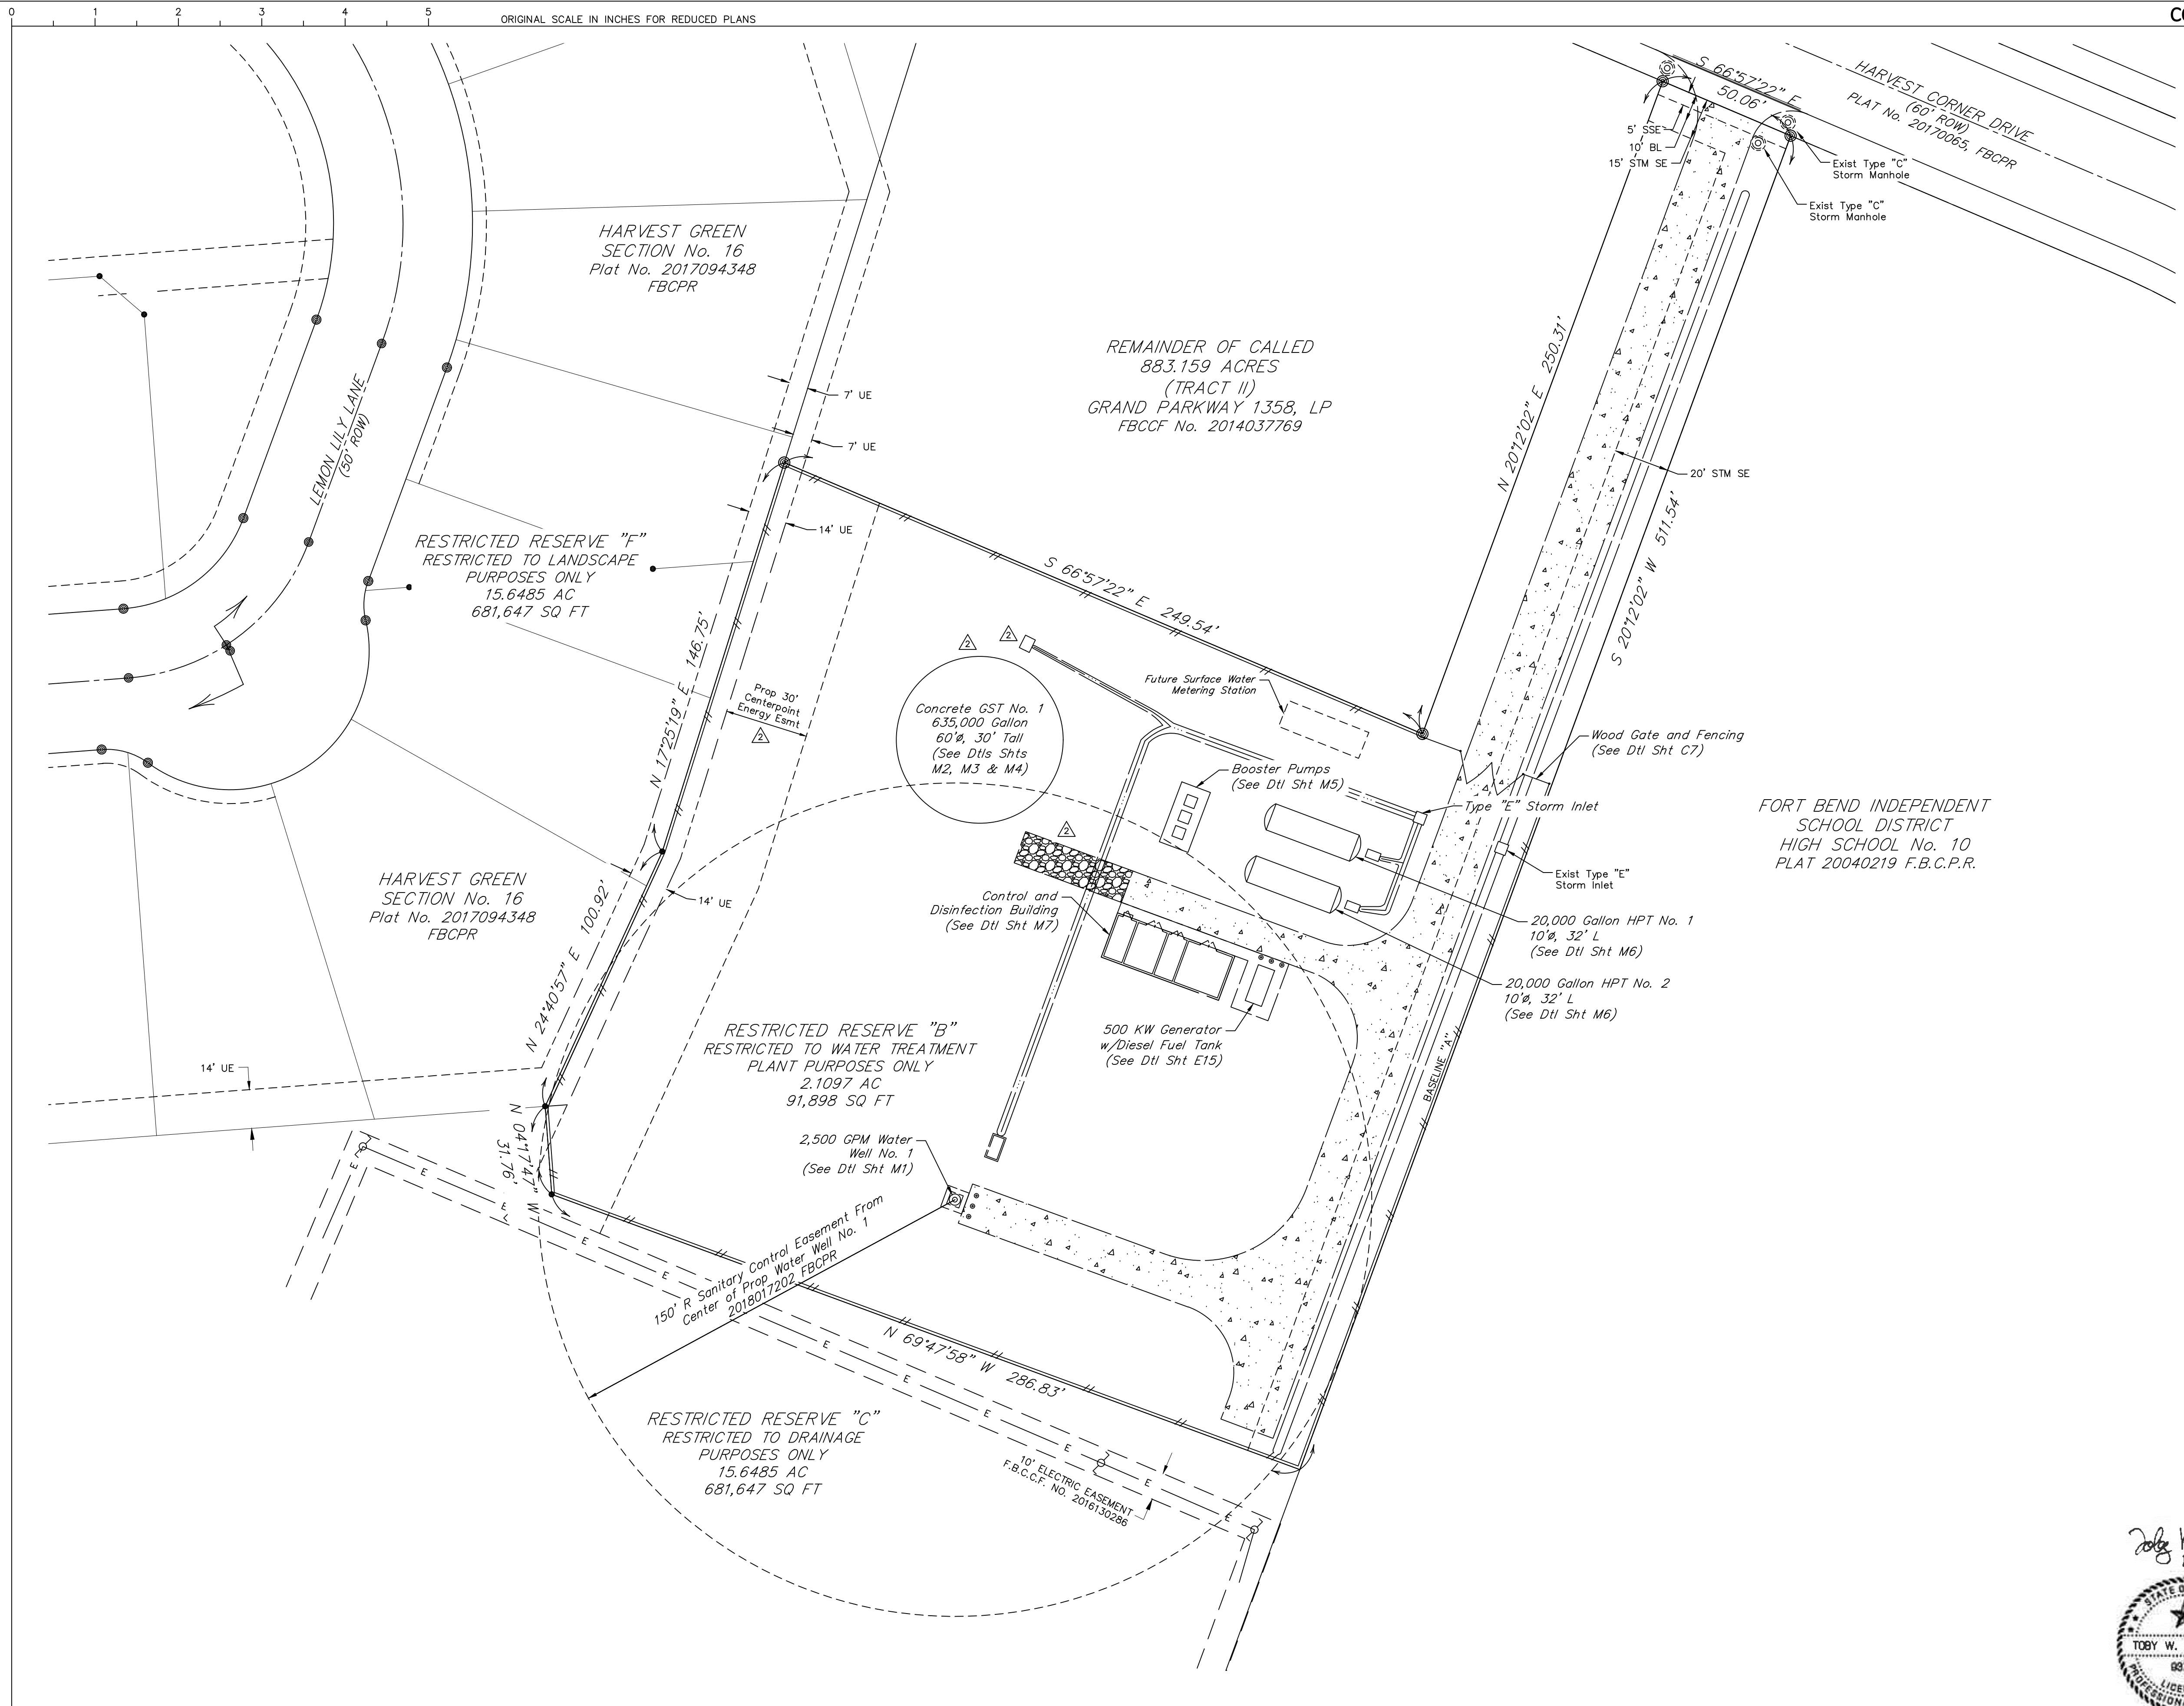 0 1 2 3 4 5
ORIGINAL SCALE IN INCHES FOR REDUCED PLANS
S 66°57'22" E
50.06'
HARVEST CORNER DRIVE
(60' ROW)
PLAT No. 20170065, FBCPR
5' SSE
10' BL
15' STM SE
Exist Type "C"
Storm Manhole
Exist Type "C"
Storm Manhole
HARVEST GREEN
SECTION No. 16
Plat No. 2017094348
FBCPR
REMAINDER OF CALLED
883.159 ACRES
(TRACT II)
GRAND PARKWAY 1358, LP
FBCCF No. 2014037769
N 20°12'02" E 250.31'
7' UE
7' UE
LEMON LILY LANE
(50' ROW)
20' STM SE
S 20°12'02" W 511.54'
14' UE
RESTRICTED RESERVE "F"
RESTRICTED TO LANDSCAPE
PURPOSES ONLY
15.6485 AC
681,647 SQ FT
S 66°57'22" E 249.54'
N 17°25'19" E 146.75'
2
2
Prop 30'
Centerpoint
Energy Esmt
2
Concrete GST No. 1
635,000 Gallon
60'ø, 30' Tall
(See Dtls Shts
M2, M3 & M4)
Future Surface Water
Metering Station
Booster Pumps
(See Dtl Sht M5)
Wood Gate and Fencing
(See Dtl Sht C7)
Type "E" Storm Inlet
FORT BEND INDEPENDENT
SCHOOL DISTRICT
HIGH SCHOOL No. 10
PLAT 20040219 F.B.C.P.R.
2
Exist Type "E"
Storm Inlet
HARVEST GREEN
SECTION No. 16
Plat No. 2017094348
FBCPR
N 24°40'57" E 100.92'
14' UE
Control and
Disinfection Building
(See Dtl Sht M7)
20,000 Gallon HPT No. 1
10'ø, 32' L
(See Dtl Sht M6)
20,000 Gallon HPT No. 2
10'ø, 32' L
(See Dtl Sht M6)
500 KW Generator
w/Diesel Fuel Tank
(See Dtl Sht E15)
BASELINE "A"
RESTRICTED RESERVE "B"
RESTRICTED TO WATER TREATMENT
PLANT PURPOSES ONLY
2.1097 AC
91,898 SQ FT
14' UE
N 04°17'47" W
31.76'
2,500 GPM Water
Well No. 1
(See Dtl Sht M1)
E E E E E E E E E E E
150' R Sanitary Control Easement From
Center of Prop Water Well No. 1
2018017202 FBCPR
N 69°47'58" W 286.83'
RESTRICTED RESERVE "C"
RESTRICTED TO DRAINAGE
PURPOSES ONLY
15.6485 AC
681,647 SQ FT
10' ELECTRIC EASEMENT
F.B.C.C.F. NO. 2016130286
TOBY W.